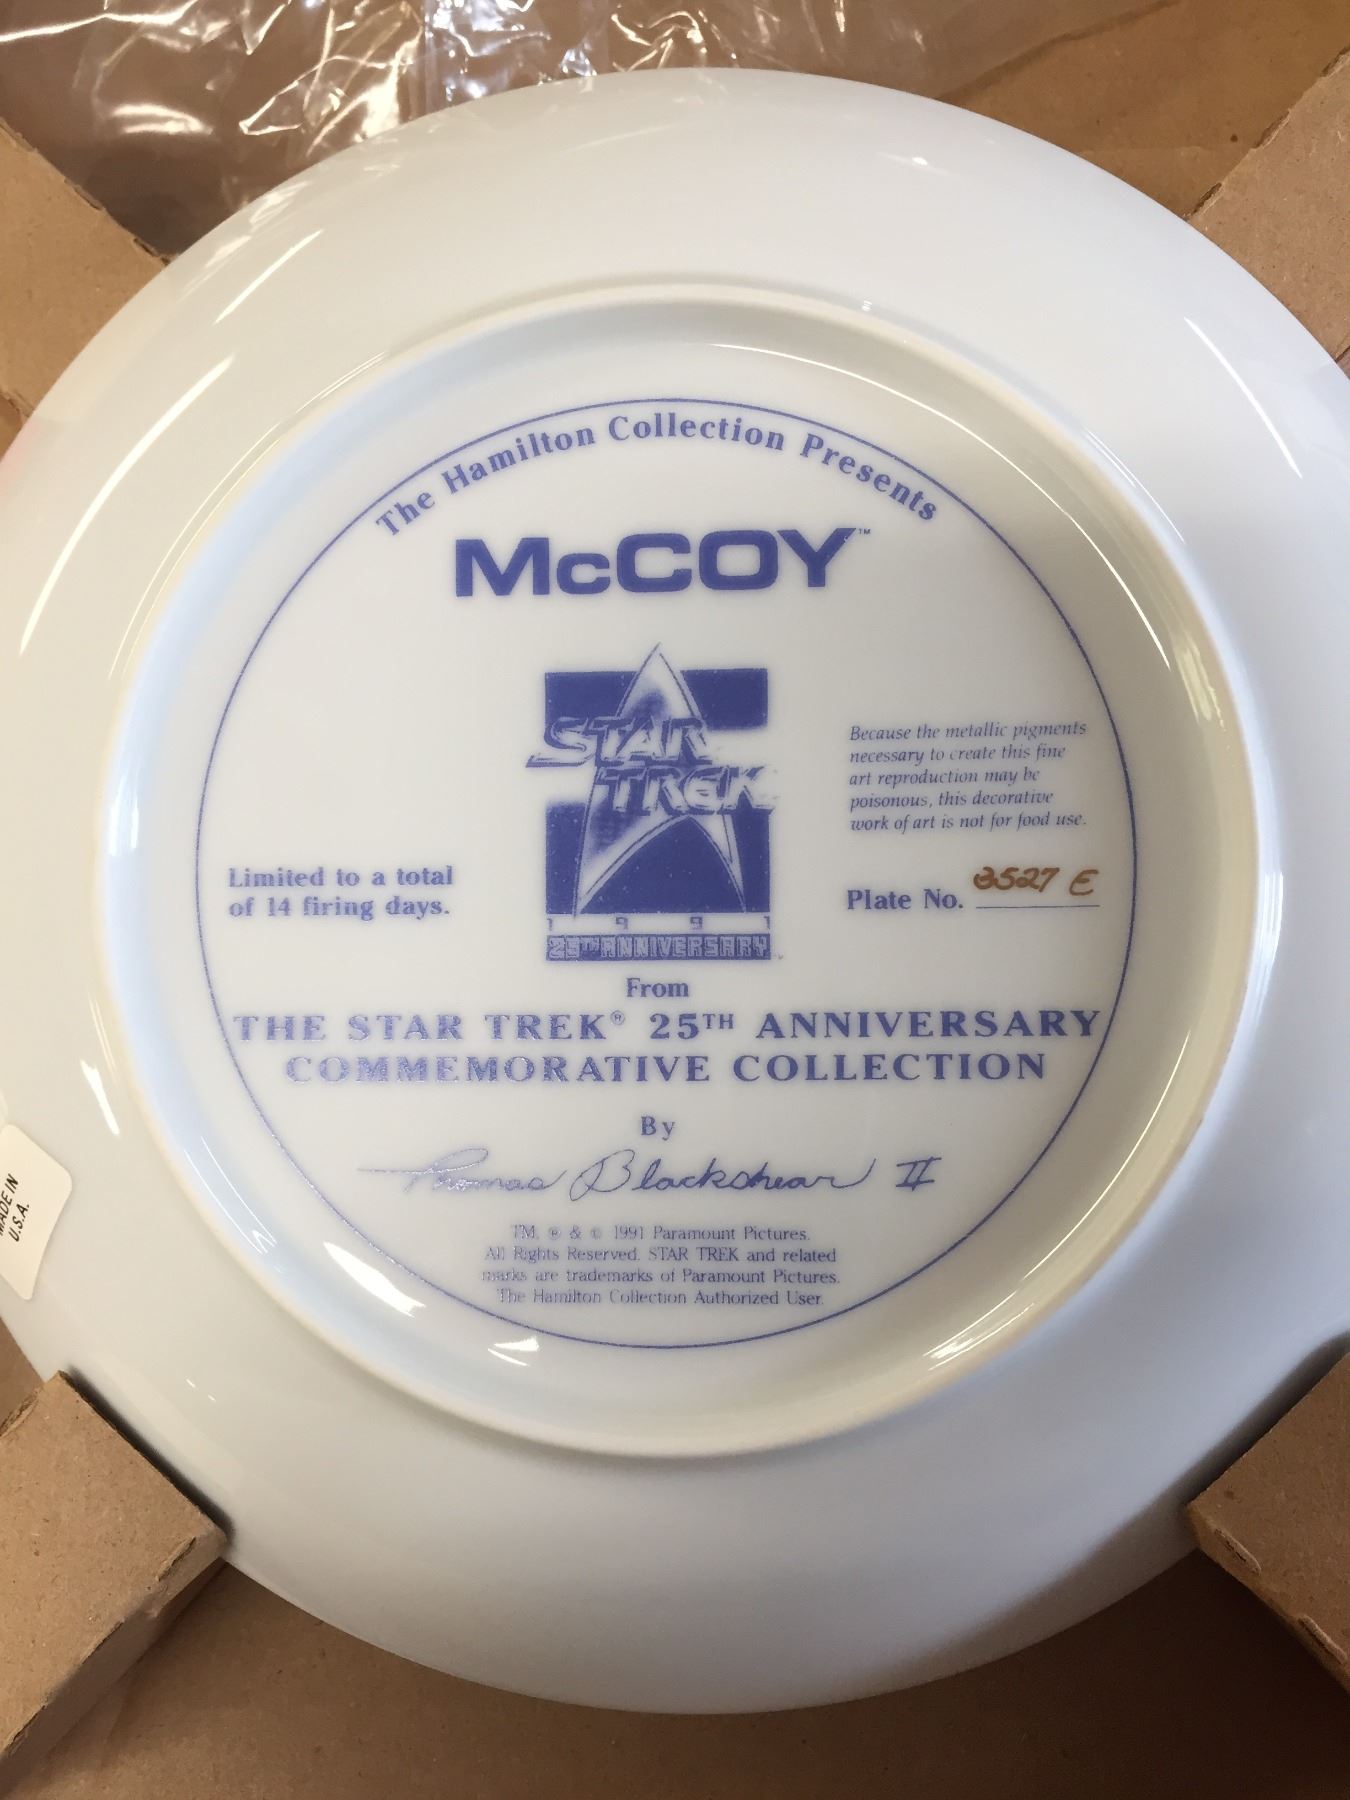 The Hamilton Collection Presents
McCOY™
STAR
TREK
1 9 9 1
25TH ANNIVERSARY
Because the metallic pigments
necessary to create this fine
art reproduction may be
poisonous, this decorative
work of art is not for food use.
Limited to a total
of 14 firing days.
Plate No. 3527 E
From
THE STAR TREK® 25TH ANNIVERSARY
COMMEMORATIVE COLLECTION
By
Thomas Blackshear II
TM, ® & © 1991 Paramount Pictures.
All Rights Reserved. STAR TREK and related
marks are trademarks of Paramount Pictures.
The Hamilton Collection Authorized User.
MADE IN
U.S.A.